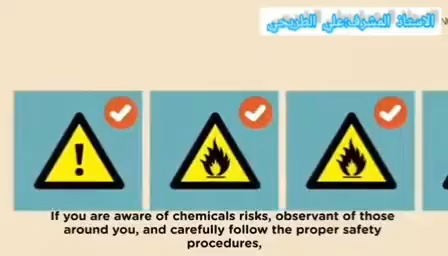 الاستاذ المشرف:علي الطريحي
If you are aware of chemicals risks, observant of those
around you, and carefully follow the proper safety
procedures,